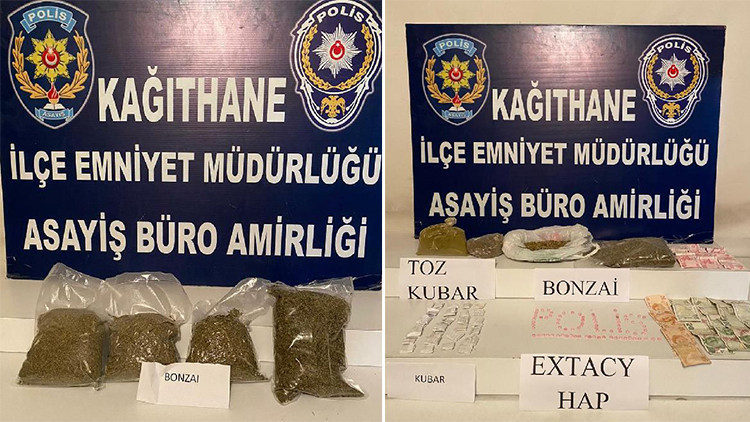 POLİS
ASAYİŞ
POLİS
KAĞITHANE
İLÇE EMNİYET MÜDÜRLÜĞÜ
ASAYİŞ BÜRO AMİRLİĞİ
BONZAI
POLİS
ASAYİŞ
POLİS
KAĞITHANE
İLÇE EMNİYET MÜDÜRLÜĞÜ
ASAYİŞ BÜRO AMİRLİĞİ
TOZ
KUBAR
BONZAİ
POLİS
KUBAR
EXTACY
HAP